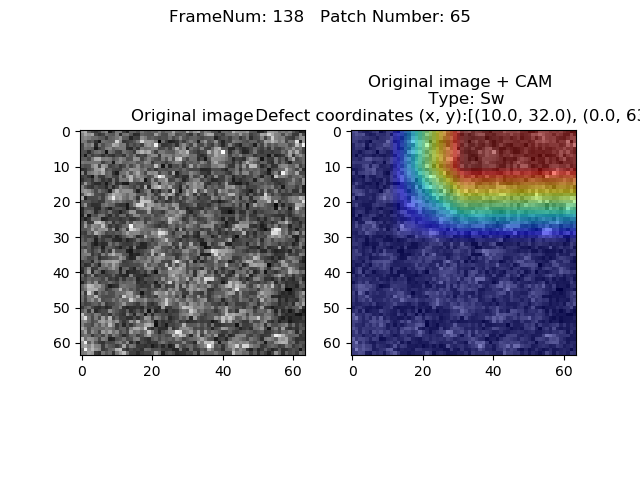 FrameNum: 138   Patch Number: 65
Original image + CAM
Type: Sw
Original image
Defect coordinates (x, y):[(10.0, 32.0), (0.0, 63
0
10
20
30
40
50
60
0 20 40 60
0
10
20
30
40
50
60
0 20 40 60